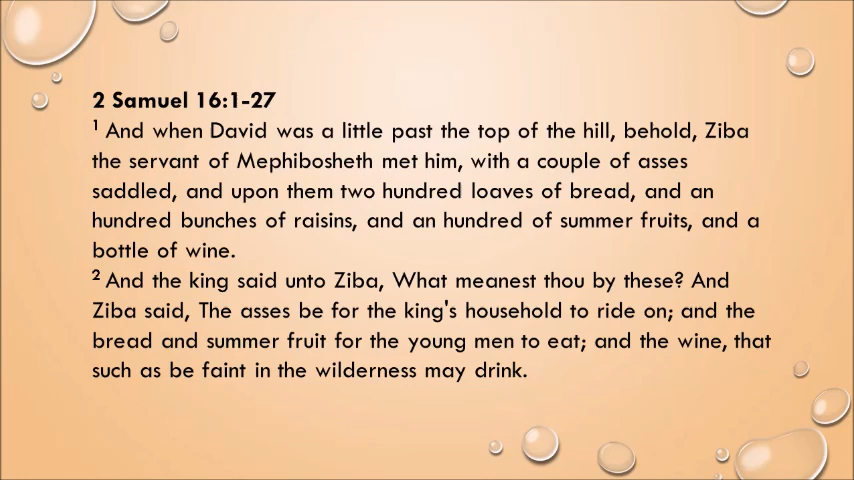 2 Samuel 16:1-27
1 And when David was a little past the top of the hill, behold, Ziba
the servant of Mephibosheth met him, with a couple of asses
saddled, and upon them two hundred loaves of bread, and an
hundred bunches of raisins, and an hundred of summer fruits, and a
bottle of wine.
2 And the king said unto Ziba, What meanest thou by these? And
Ziba said, The asses be for the king's household to ride on; and the
bread and summer fruit for the young men to eat; and the wine, that
such as be faint in the wilderness may drink.